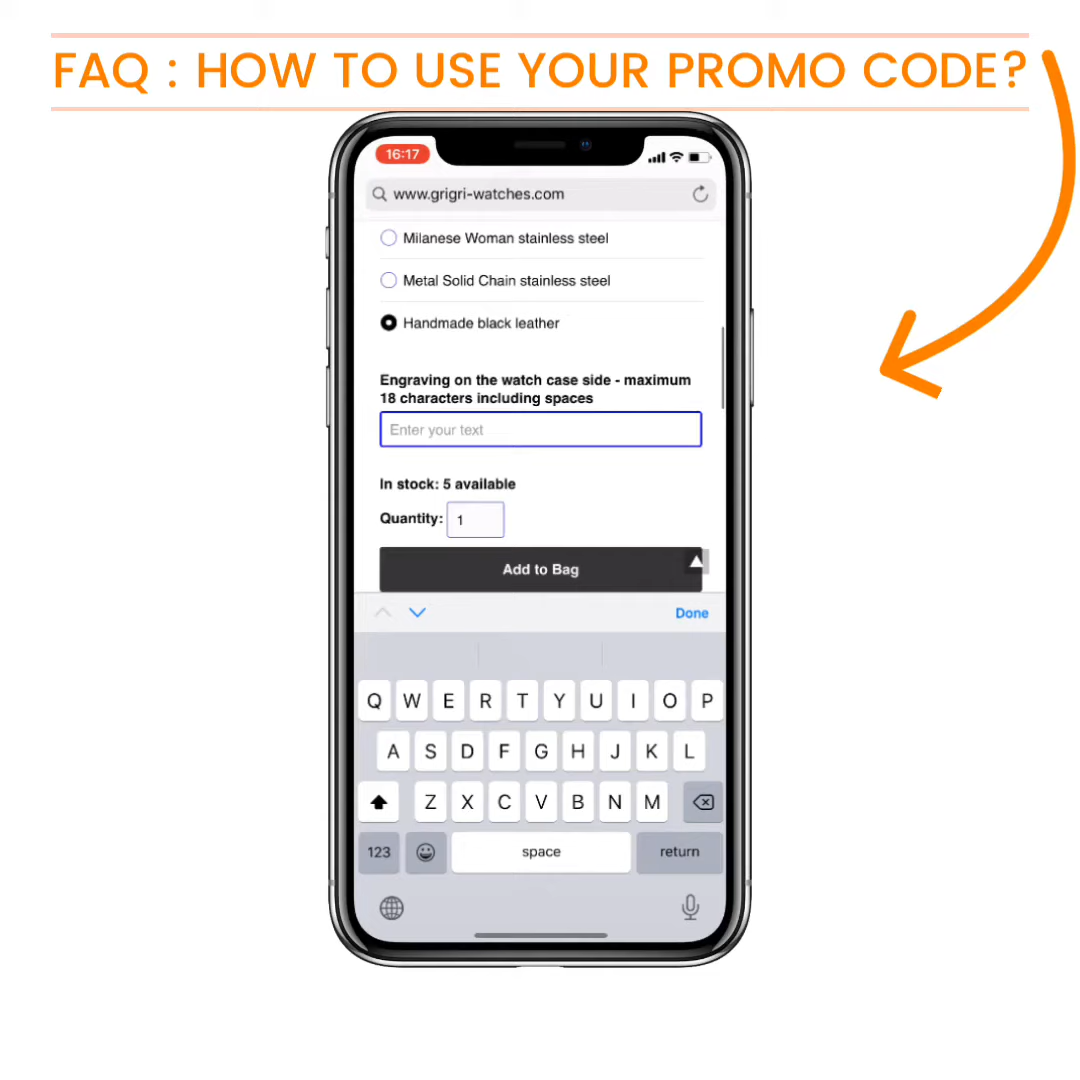 FAQ : HOW TO USE YOUR PROMO CODE?
16:17
www.grigri-watches.com
Milanese Woman stainless steel
Metal Solid Chain stainless steel
Handmade black leather
Engraving on the watch case side - maximum
18 characters including spaces
Enter your text
In stock: 5 available
Quantity: 1
Add to Bag
Done
Q W E R T Y U I O P
A S D F G H J K L
Z X C V B N M
123 space return